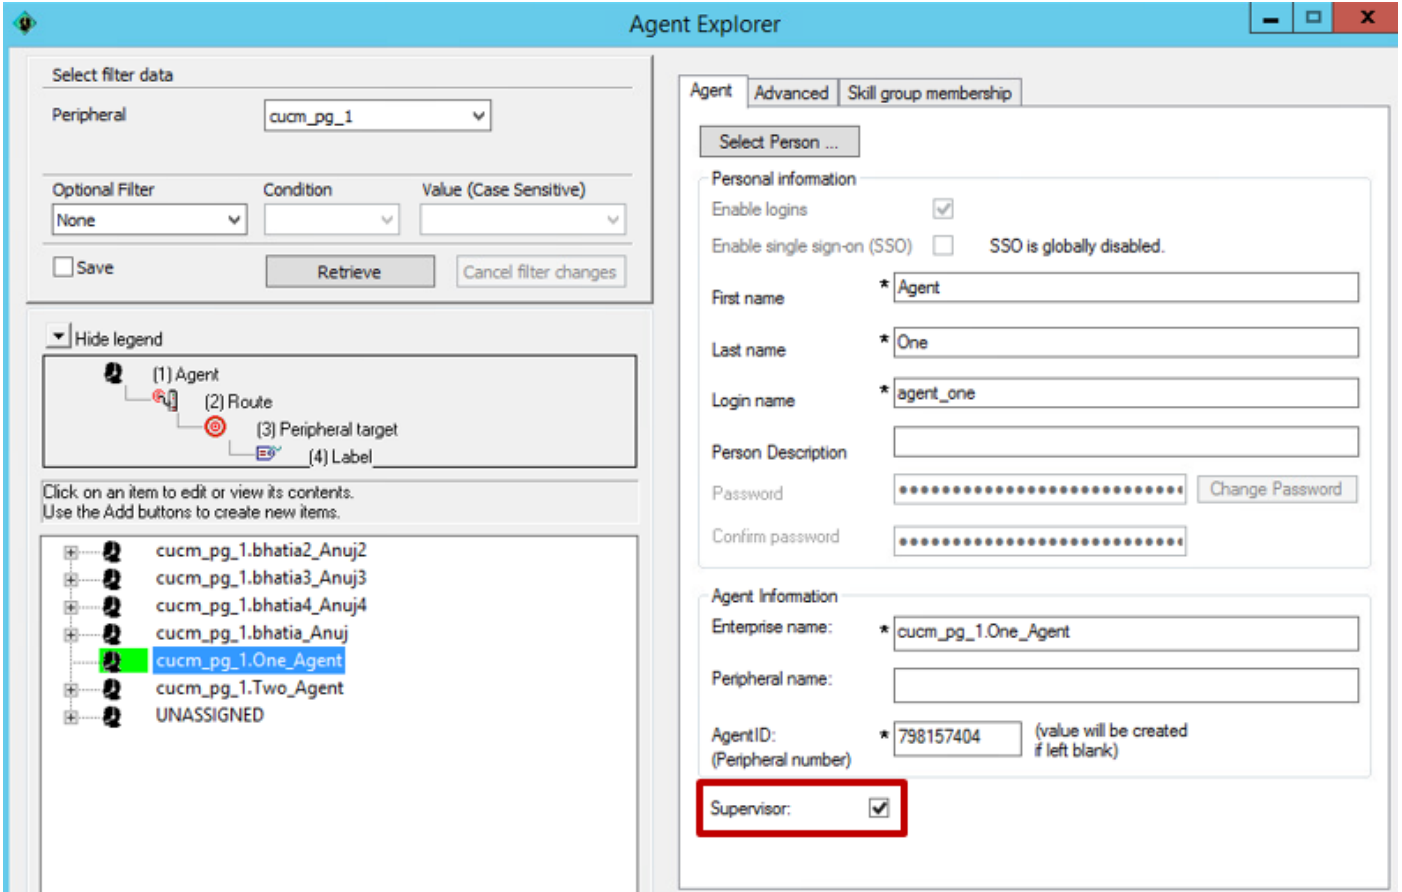 Agent Explorer
Select filter data
Peripheral
cucm_pg_1
Optional Filter
Condition
Value (Case Sensitive)
None
Save
Retrieve
Cancel filter changes
Hide legend
(1) Agent
(2) Route
(3) Peripheral target
(4) Label
Click on an item to edit or view its contents.
Use the Add buttons to create new items.
cucm_pg_1.bhatia2_Anuj2
cucm_pg_1.bhatia3_Anuj3
cucm_pg_1.bhatia4_Anuj4
cucm_pg_1.bhatia_Anuj
cucm_pg_1.One_Agent
cucm_pg_1.Two_Agent
UNASSIGNED
Agent
Advanced
Skill group membership
Select Person ...
Personal information
Enable logins
Enable single sign-on (SSO)
SSO is globally disabled.
First name
* Agent
Last name
* One
Login name
* agent_one
Person Description
Password
Change Password
Confirm password
Agent Information
Enterprise name:
* cucm_pg_1.One_Agent
Peripheral name:
AgentID:
(Peripheral number)
* 798157404
(value will be created
if left blank)
Supervisor: